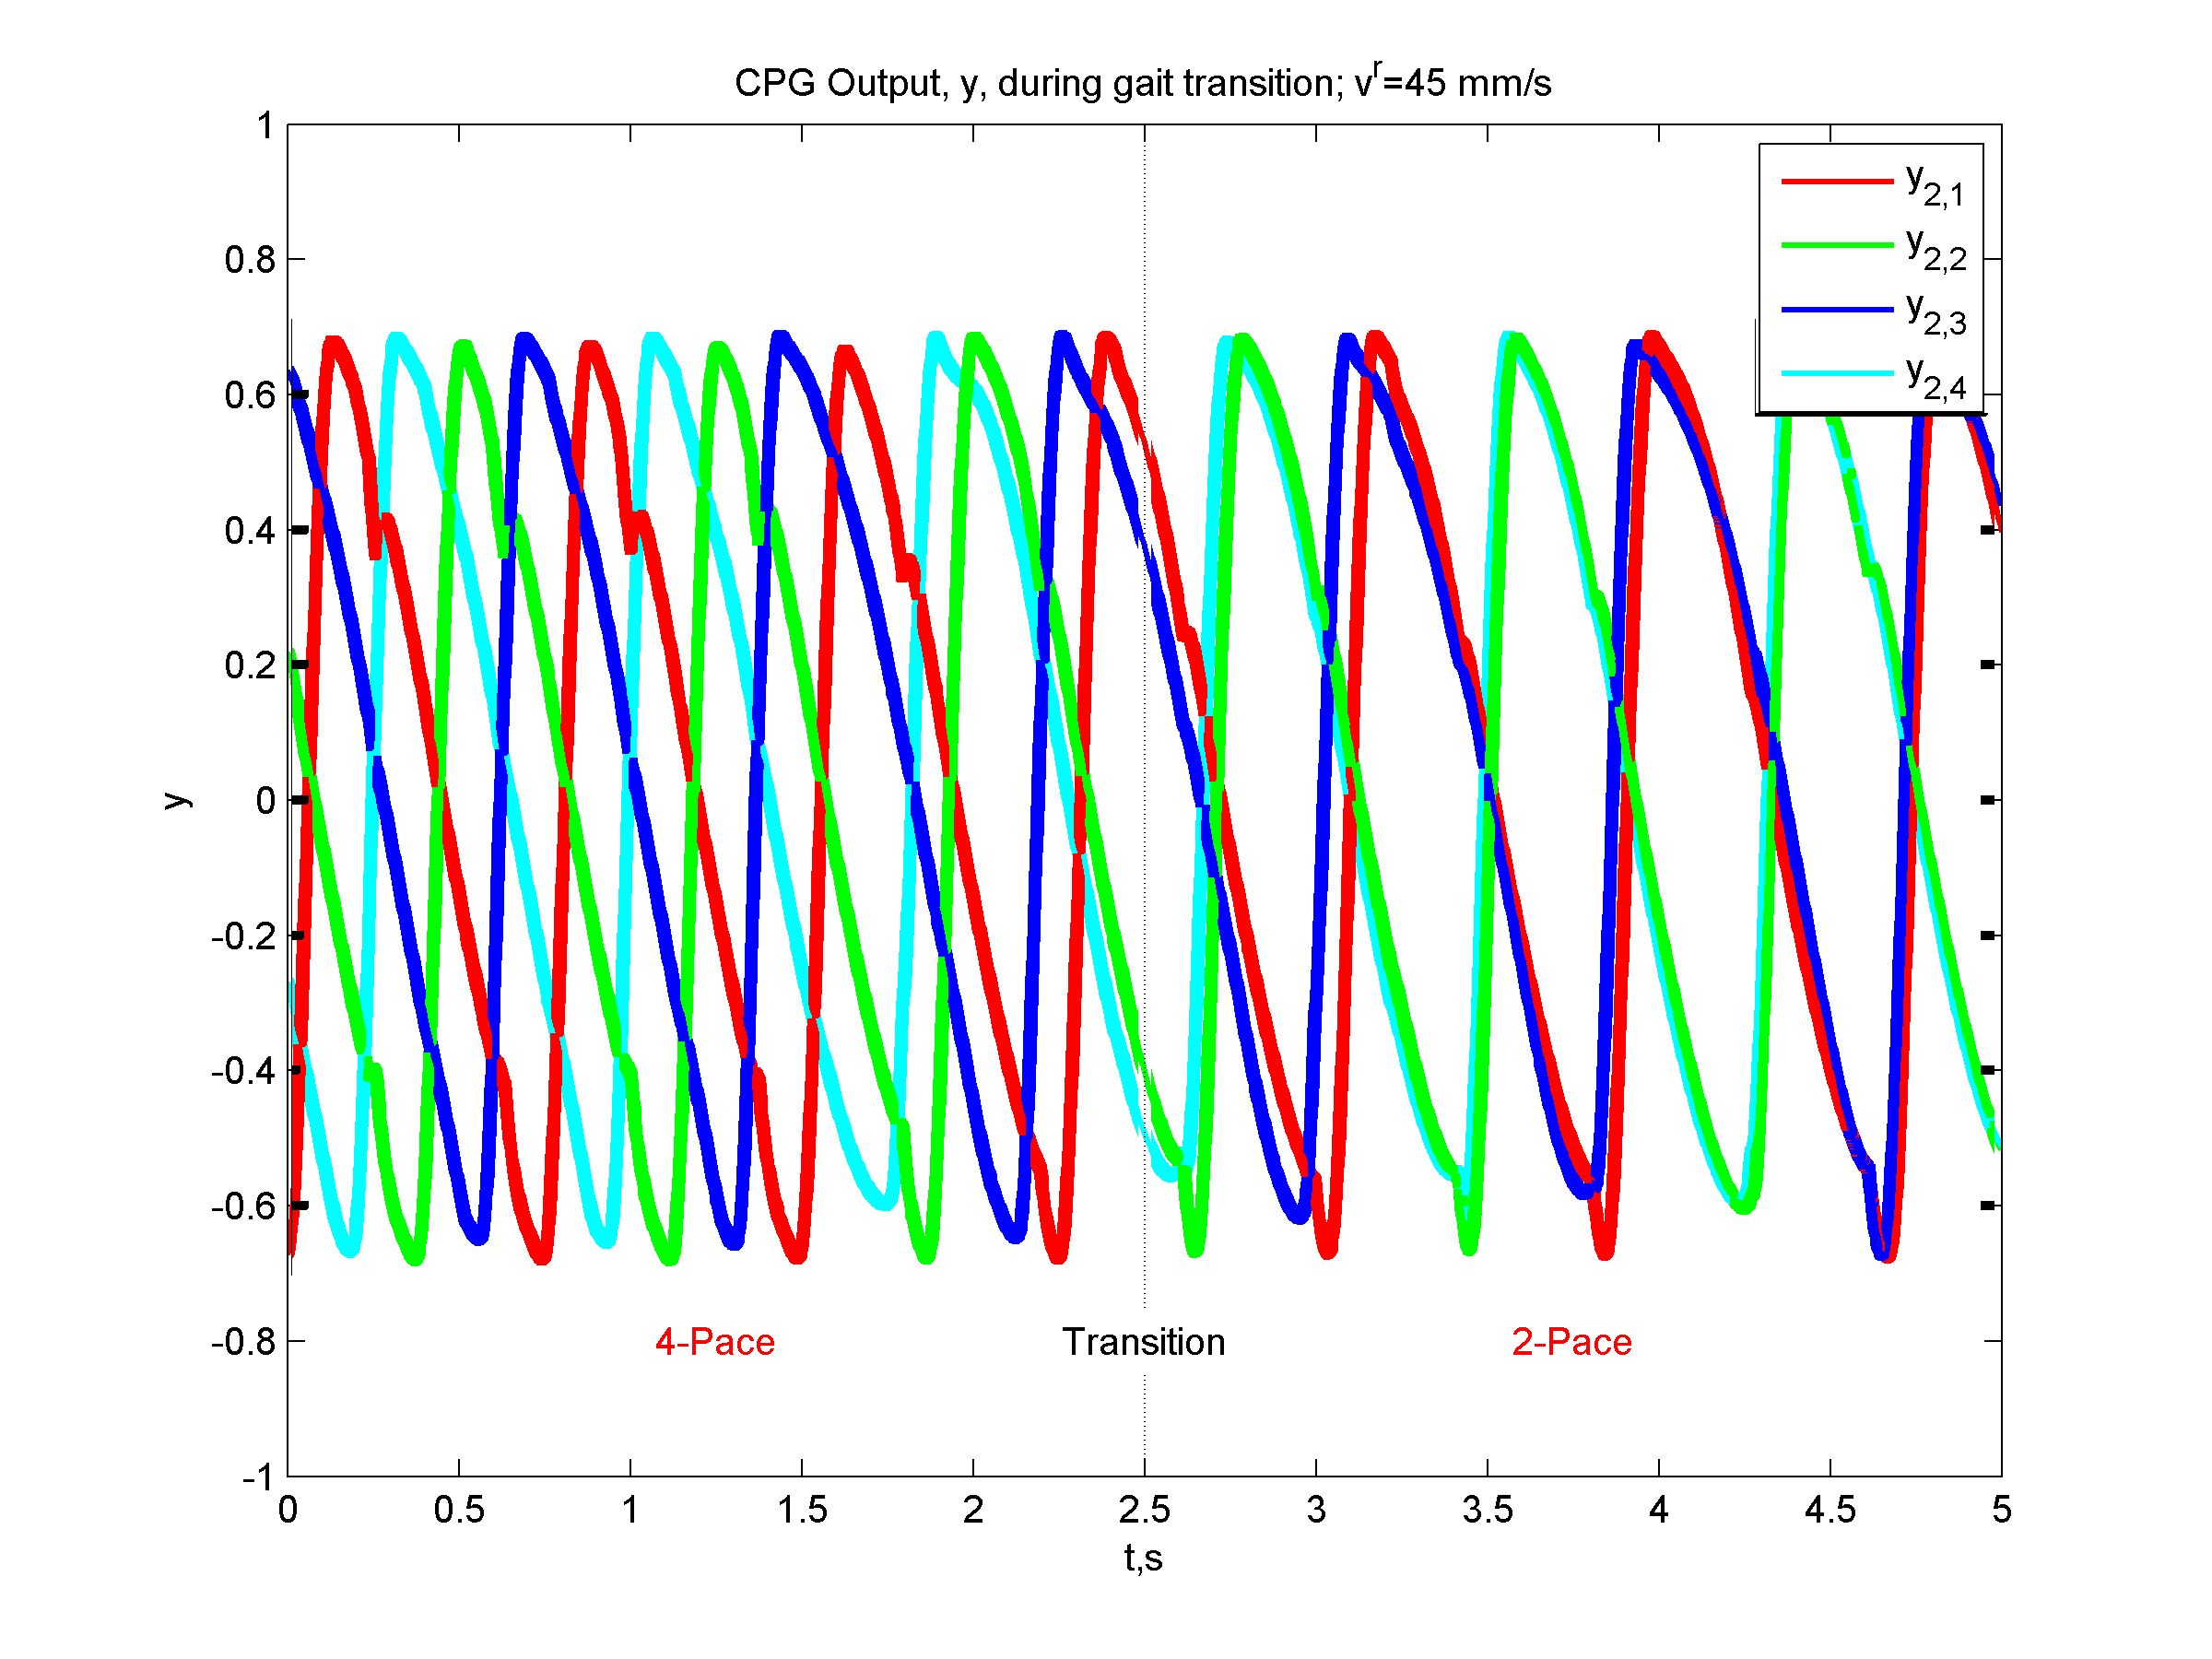 CPG Output, y, during gait transition; vʳ=45 mm/s
1
0.8
0.6
0.4
0.2
0
-0.2
-0.4
-0.6
-0.8
-1
y
y2,1
y2,2
y2,3
y2,4
4-Pace
Transition
2-Pace
0 0.5 1 1.5 2 2.5 3 3.5 4 4.5 5
t,s